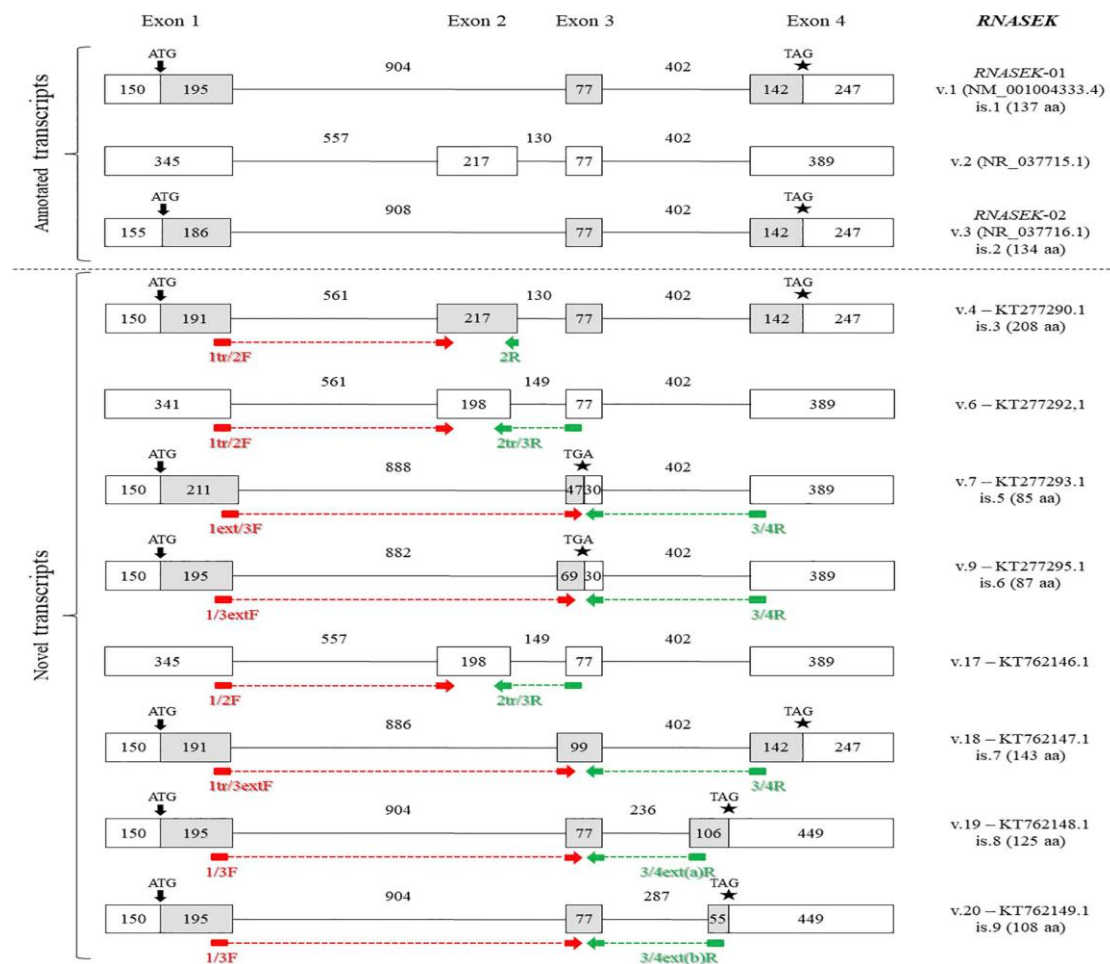 Exon 1 Exon 2 Exon 3 Exon 4 RNASEK
Annotated transcripts
ATG TAG
904 402
150 195 77 142 247
RNASEK-01
v.1 (NM_001004333.4)
is.1 (137 aa)
557 130 402
345 217 77 389
v.2 (NR_037715.1)
ATG TAG
908 402
155 186 77 142 247
RNASEK-02
v.3 (NR_037716.1)
is.2 (134 aa)
Novel transcripts
ATG TAG
561 130 402
150 191 217 77 142 247
v.4 – KT277290.1
is.3 (208 aa)
1tr/2F 2R
561 149 402
341 198 77 389
v.6 – KT277292,1
1tr/2F 2tr/3R
ATG TGA
888 402
150 211 47 30 389
v.7 – KT277293.1
is.5 (85 aa)
1ext/3F 3/4R
ATG TGA
882 402
150 195 69 30 389
v.9 – KT277295.1
is.6 (87 aa)
1/3extF 3/4R
557 149 402
345 198 77 389
v.17 – KT762146.1
1/2F 2tr/3R
ATG TAG
886 402
150 191 99 142 247
v.18 – KT762147.1
is.7 (143 aa)
1tr/3extF 3/4R
ATG TAG
904 236
150 195 77 106 449
v.19 – KT762148.1
is.8 (125 aa)
1/3F 3/4ext(a)R
ATG TAG
904 287
150 195 77 55 449
v.20 – KT762149.1
is.9 (108 aa)
1/3F 3/4ext(b)R